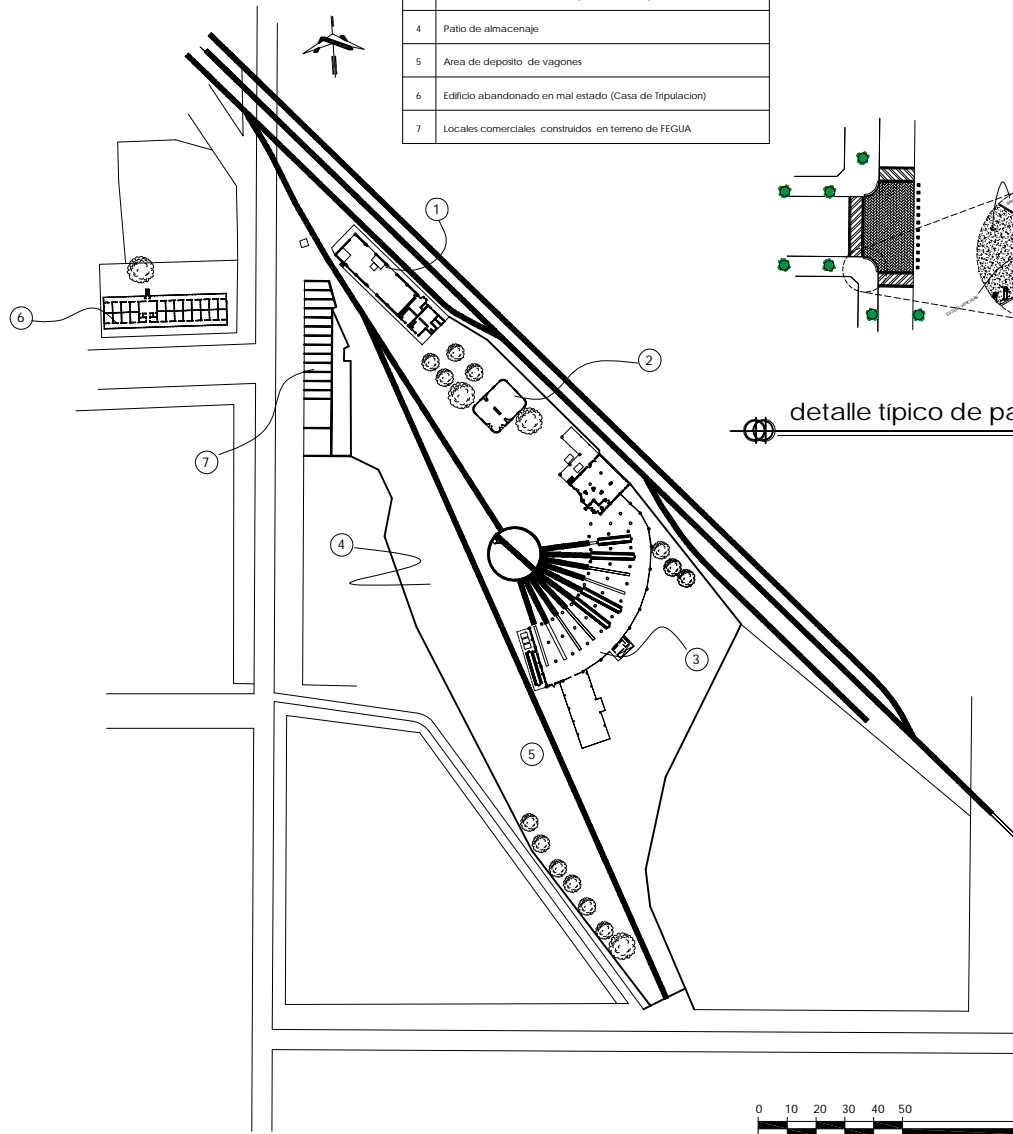 4 Patio de almacenaje
5 Area de deposito de vagones
6 Edificio abandonado en mal estado (Casa de Tripulacion)
7 Locales comerciales construidos en terreno de FEGUA
1
2
6
detalle típico de pa
7
4
3
5
0 10 20 30 40 50